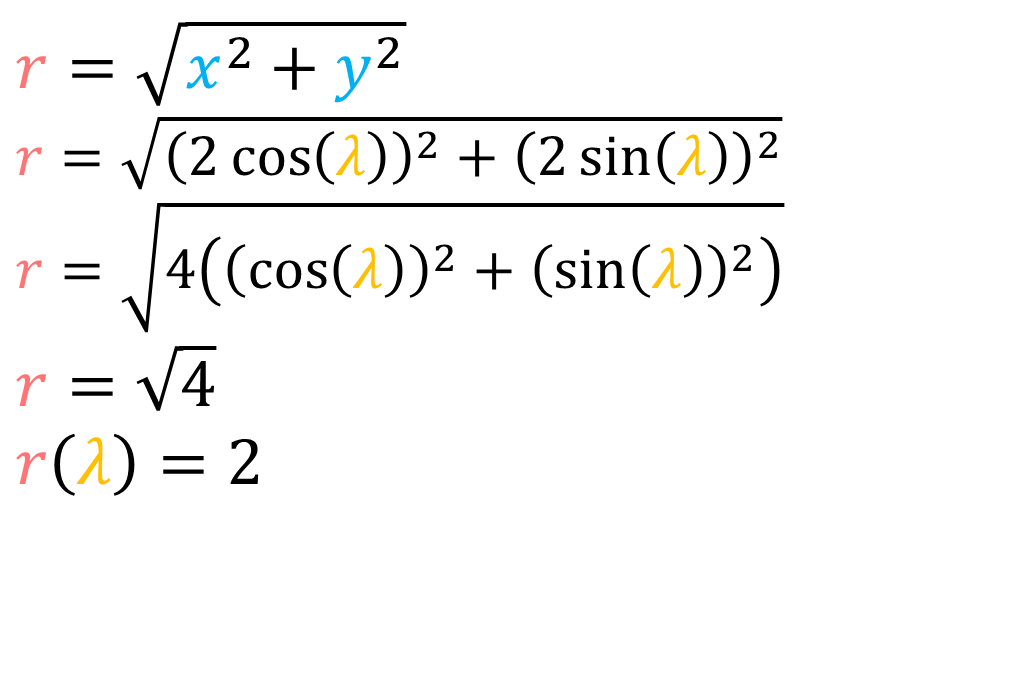 r = √(x² + y²)
r = √((2 cos(λ))² + (2 sin(λ))²)
r = √(4((cos(λ))² + (sin(λ))²))
r = √4
r(λ) = 2